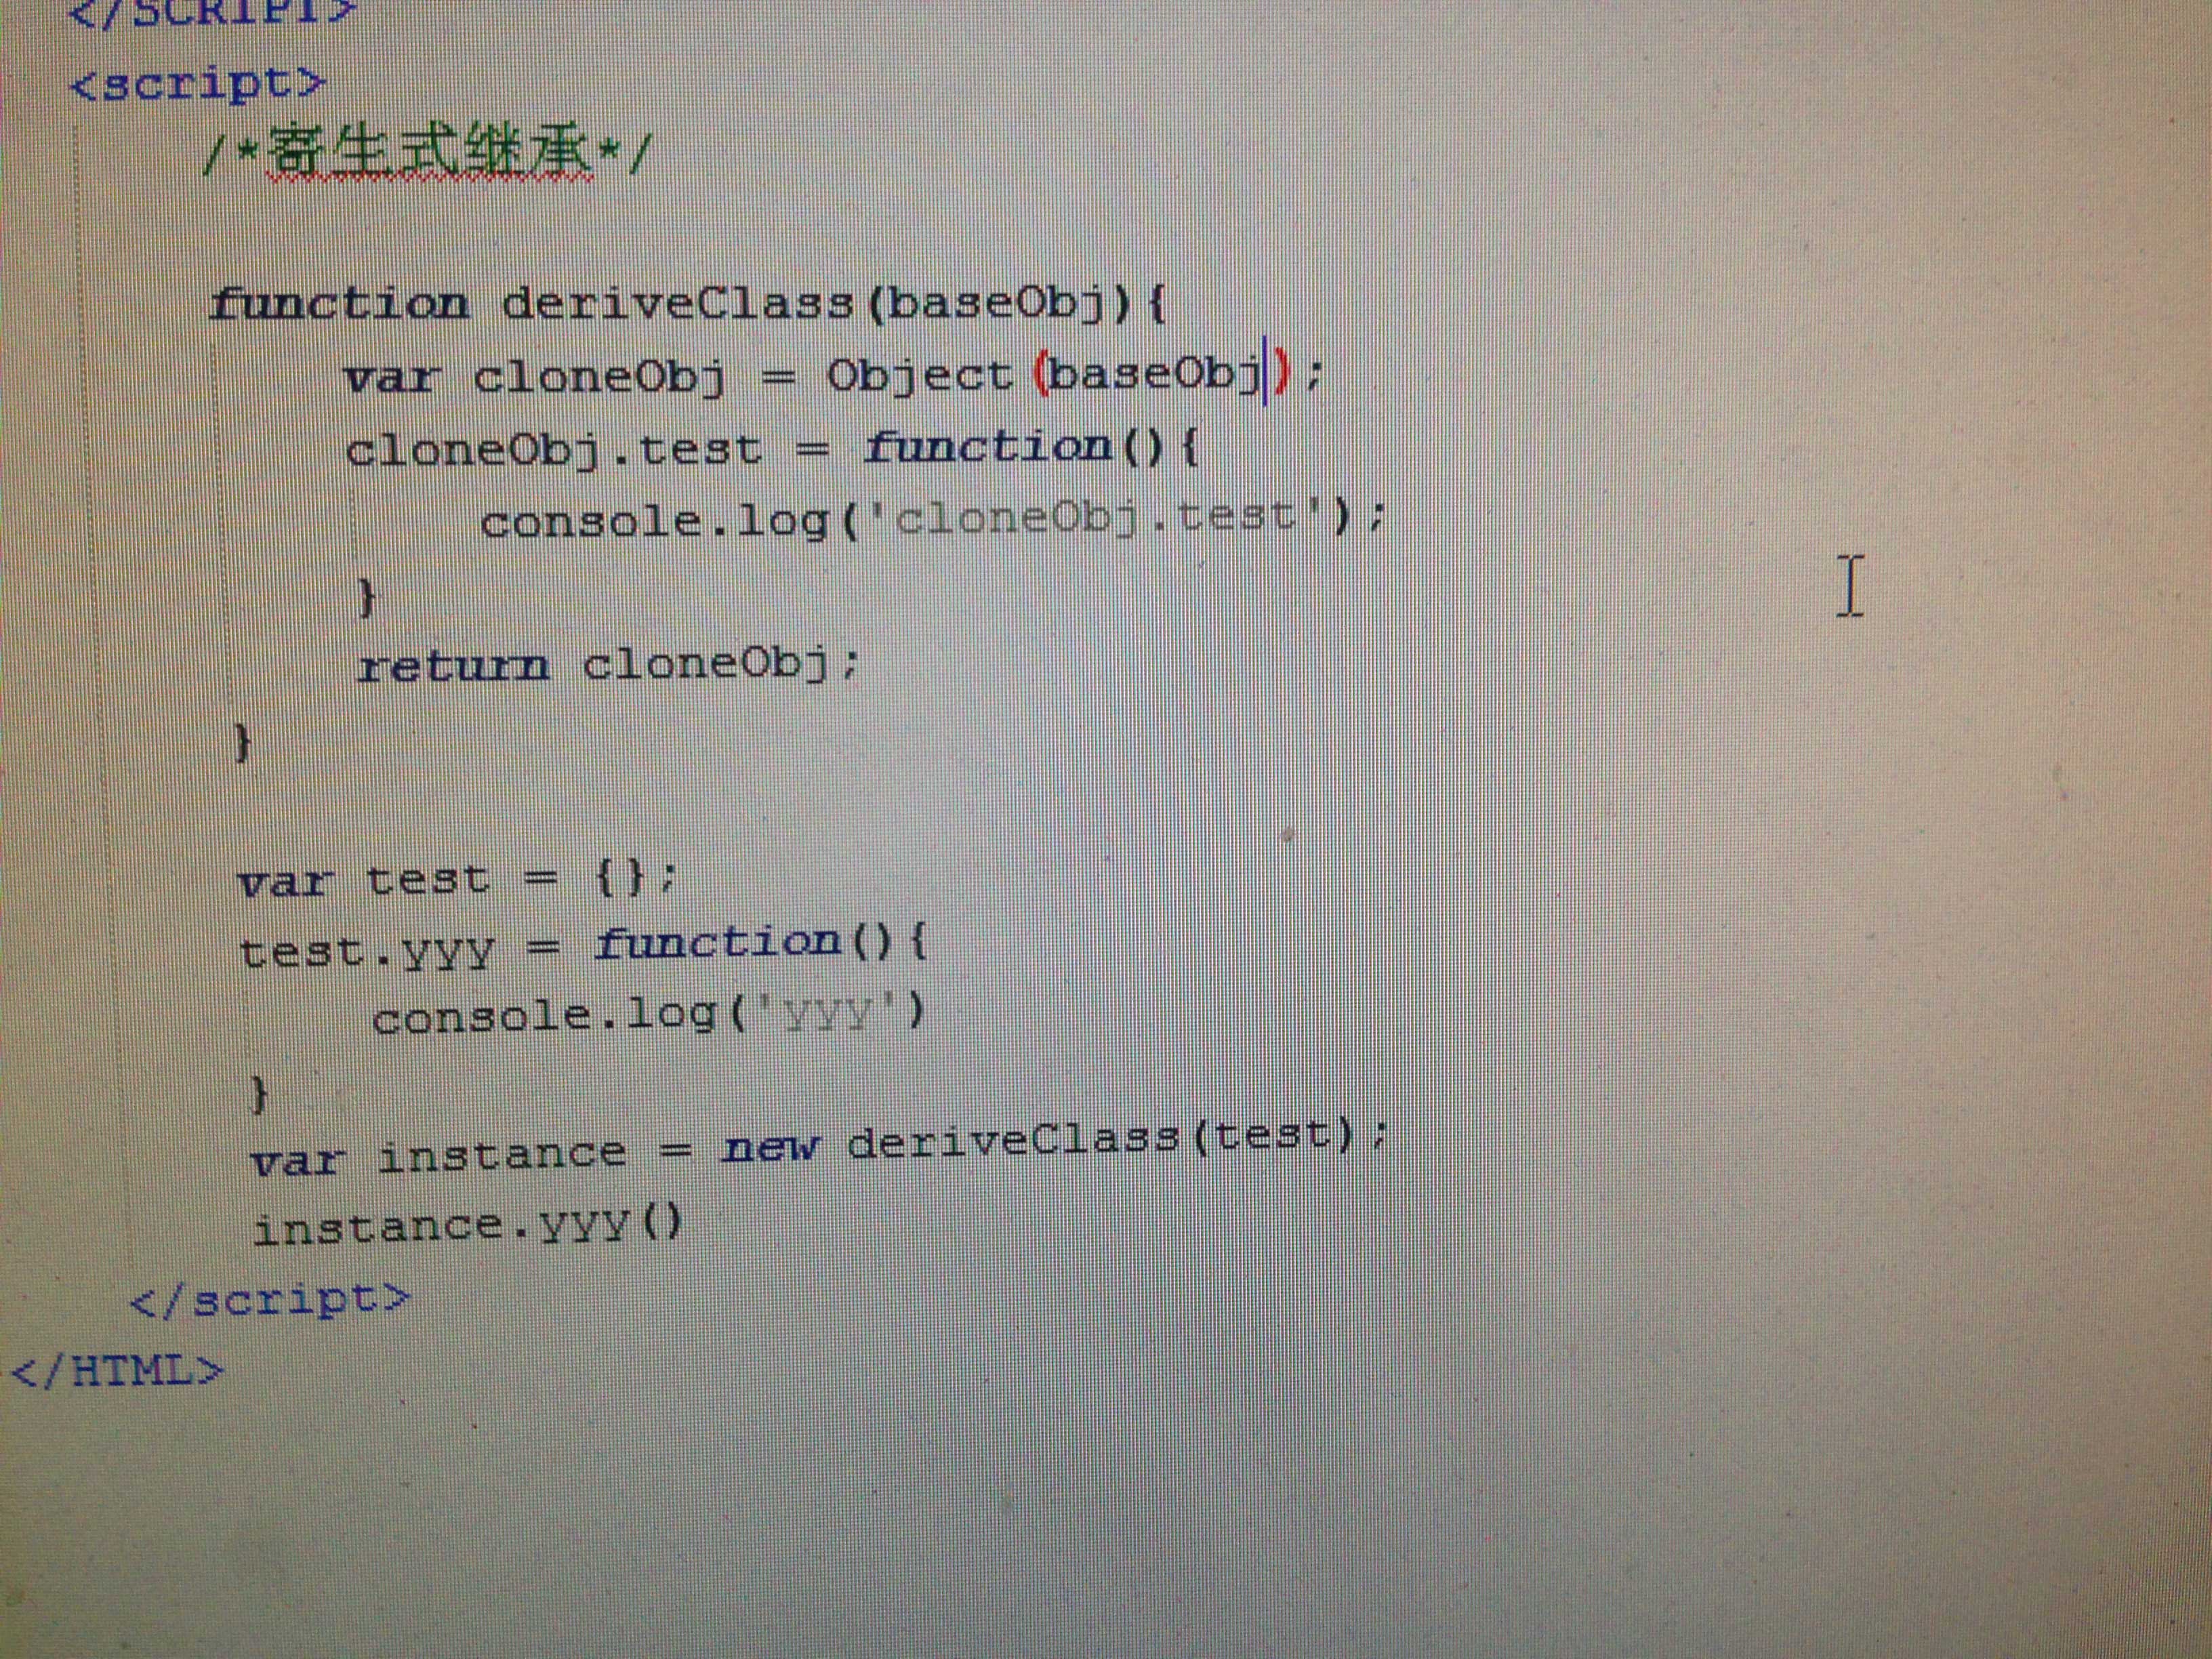 </SCRIPT>
<script>
/*寄生式继承*/
function deriveClass(baseObj){
var cloneObj = Object(baseObj);
cloneObj.test = function(){
console.log('cloneObj.test');
}
return cloneObj;
}
var test = {};
test.yyy = function(){
console.log('yyy')
}
var instance = new deriveClass(test);
instance.yyy()
</script>
</HTML>